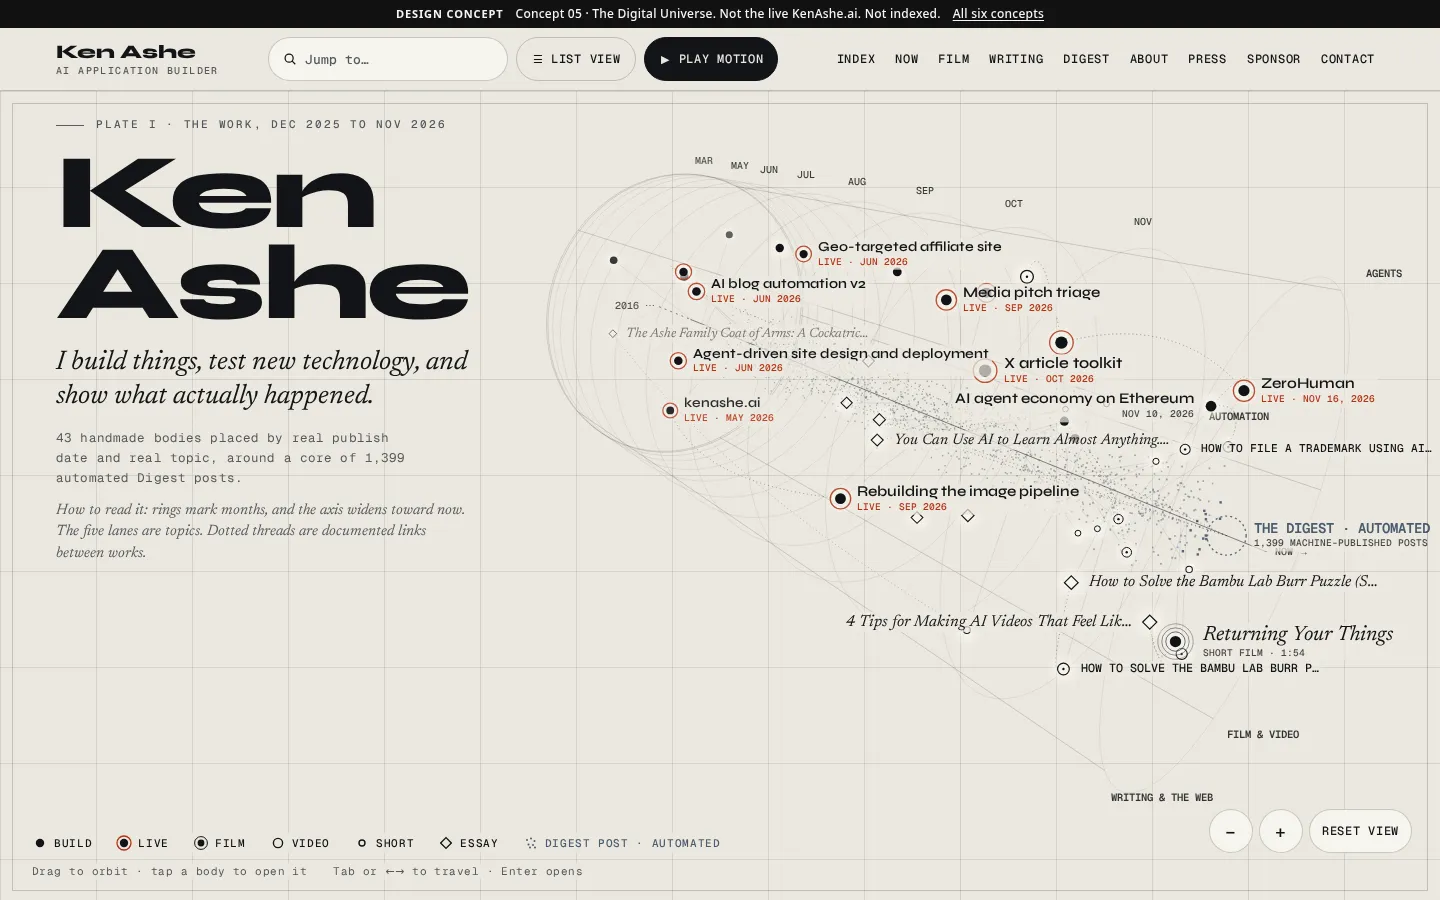 DESIGN CONCEPT Concept 05 · The Digital Universe. Not the live KenAshe.ai. Not indexed. All six concepts
Ken Ashe
AI APPLICATION BUILDER
Jump to…
☰ LIST VIEW
▶ PLAY MOTION
INDEX NOW FILM WRITING DIGEST ABOUT PRESS SPONSOR CONTACT
PLATE I · THE WORK, DEC 2025 TO NOV 2026
Ken
Ashe
I build things, test new technology, and
show what actually happened.
43 handmade bodies placed by real publish
date and real topic, around a core of 1,399
automated Digest posts.
How to read it: rings mark months, and the axis widens toward now.
The five lanes are topics. Dotted threads are documented links
between works.
MAR
MAY
JUN
JUL
AUG
SEP
OCT
NOV
AGENTS
Geo-targeted affiliate site
LIVE · JUN 2026
AI blog automation v2
LIVE · JUN 2026
Media pitch triage
LIVE · SEP 2026
2016 ···
The Ashe Family Coat of Arms: A Cockatric…
Agent-driven site design and deployment
LIVE · JUN 2026
X article toolkit
LIVE · OCT 2026
ZeroHuman
LIVE · NOV 16, 2026
kenashe.ai
LIVE · MAY 2026
AI agent economy on Ethereum
NOV 10, 2026
AUTOMATION
You Can Use AI to Learn Almost Anything.…
HOW TO FILE A TRADEMARK USING AI…
Rebuilding the image pipeline
LIVE · SEP 2026
THE DIGEST · AUTOMATED
1,399 MACHINE-PUBLISHED POSTS
NOW →
How to Solve the Bambu Lab Burr Puzzle (S…
4 Tips for Making AI Videos That Feel Lik…
Returning Your Things
SHORT FILM · 1:54
HOW TO SOLVE THE BAMBU LAB BURR P…
FILM & VIDEO
WRITING & THE WEB
− + RESET VIEW
BUILD LIVE FILM VIDEO SHORT ESSAY DIGEST POST · AUTOMATED
Drag to orbit · tap a body to open it Tab or ←→ to travel · Enter opens